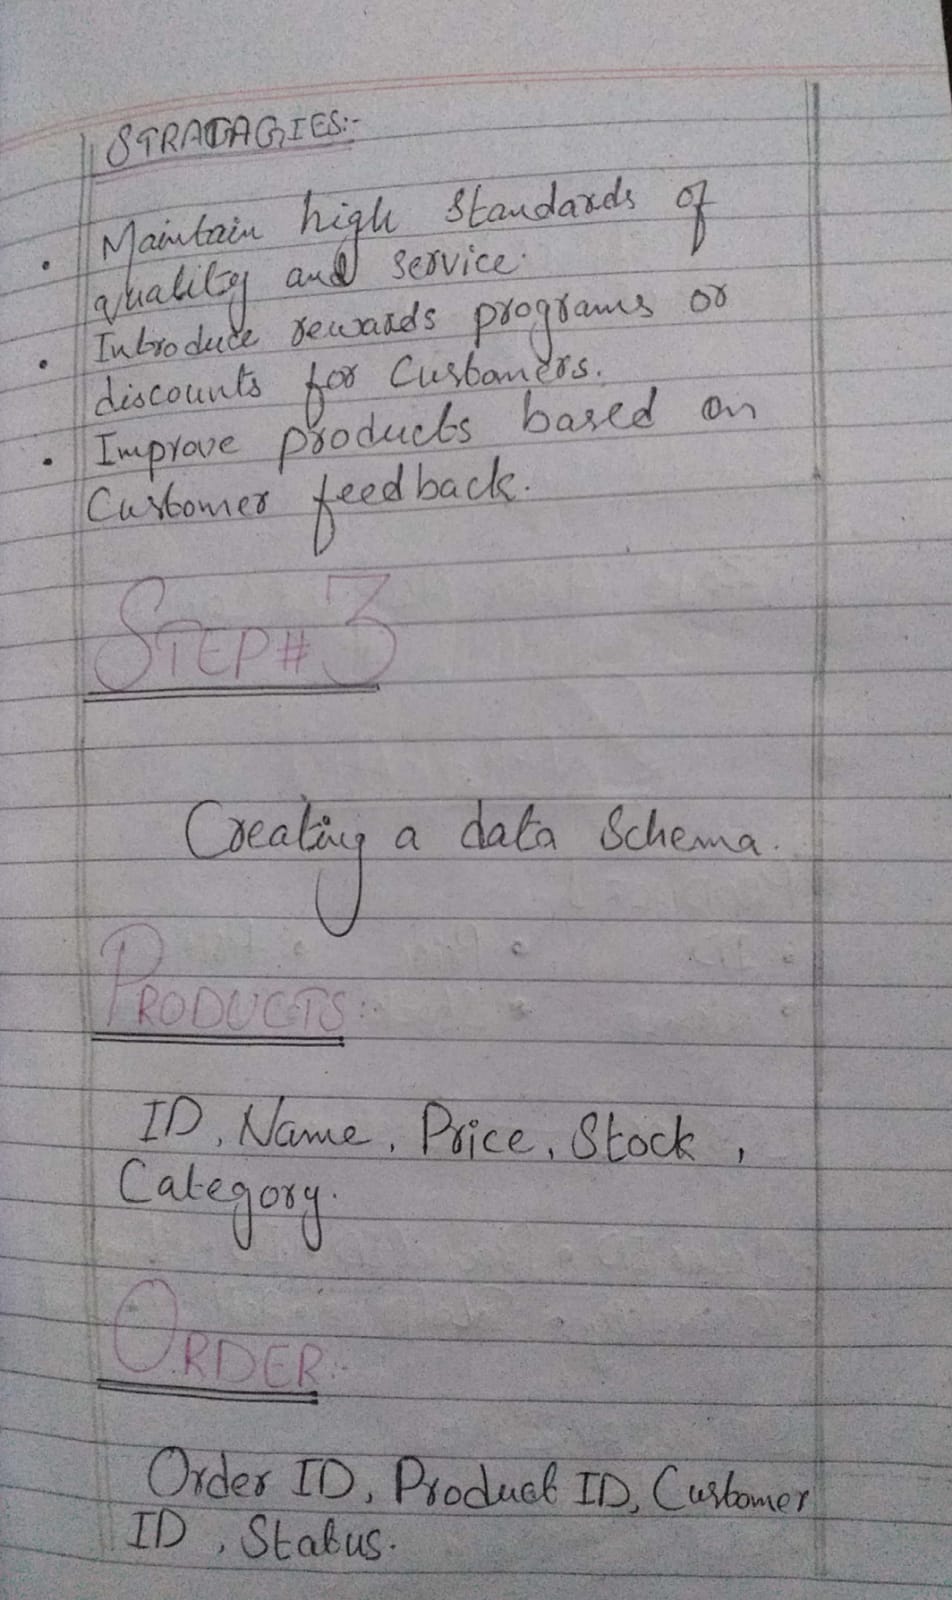 STRATAGIES:-
• Maintain high Standards of
quality and service.
• Introduce rewards programs or
discounts for Customers.
• Improve products based on
Customer feedback.
STEP# 3
Creating a data Schema.
PRODUCTS:-
ID, Name, Price, Stock,
Category.
ORDER:-
Order ID, Product ID, Customer
ID, Status.